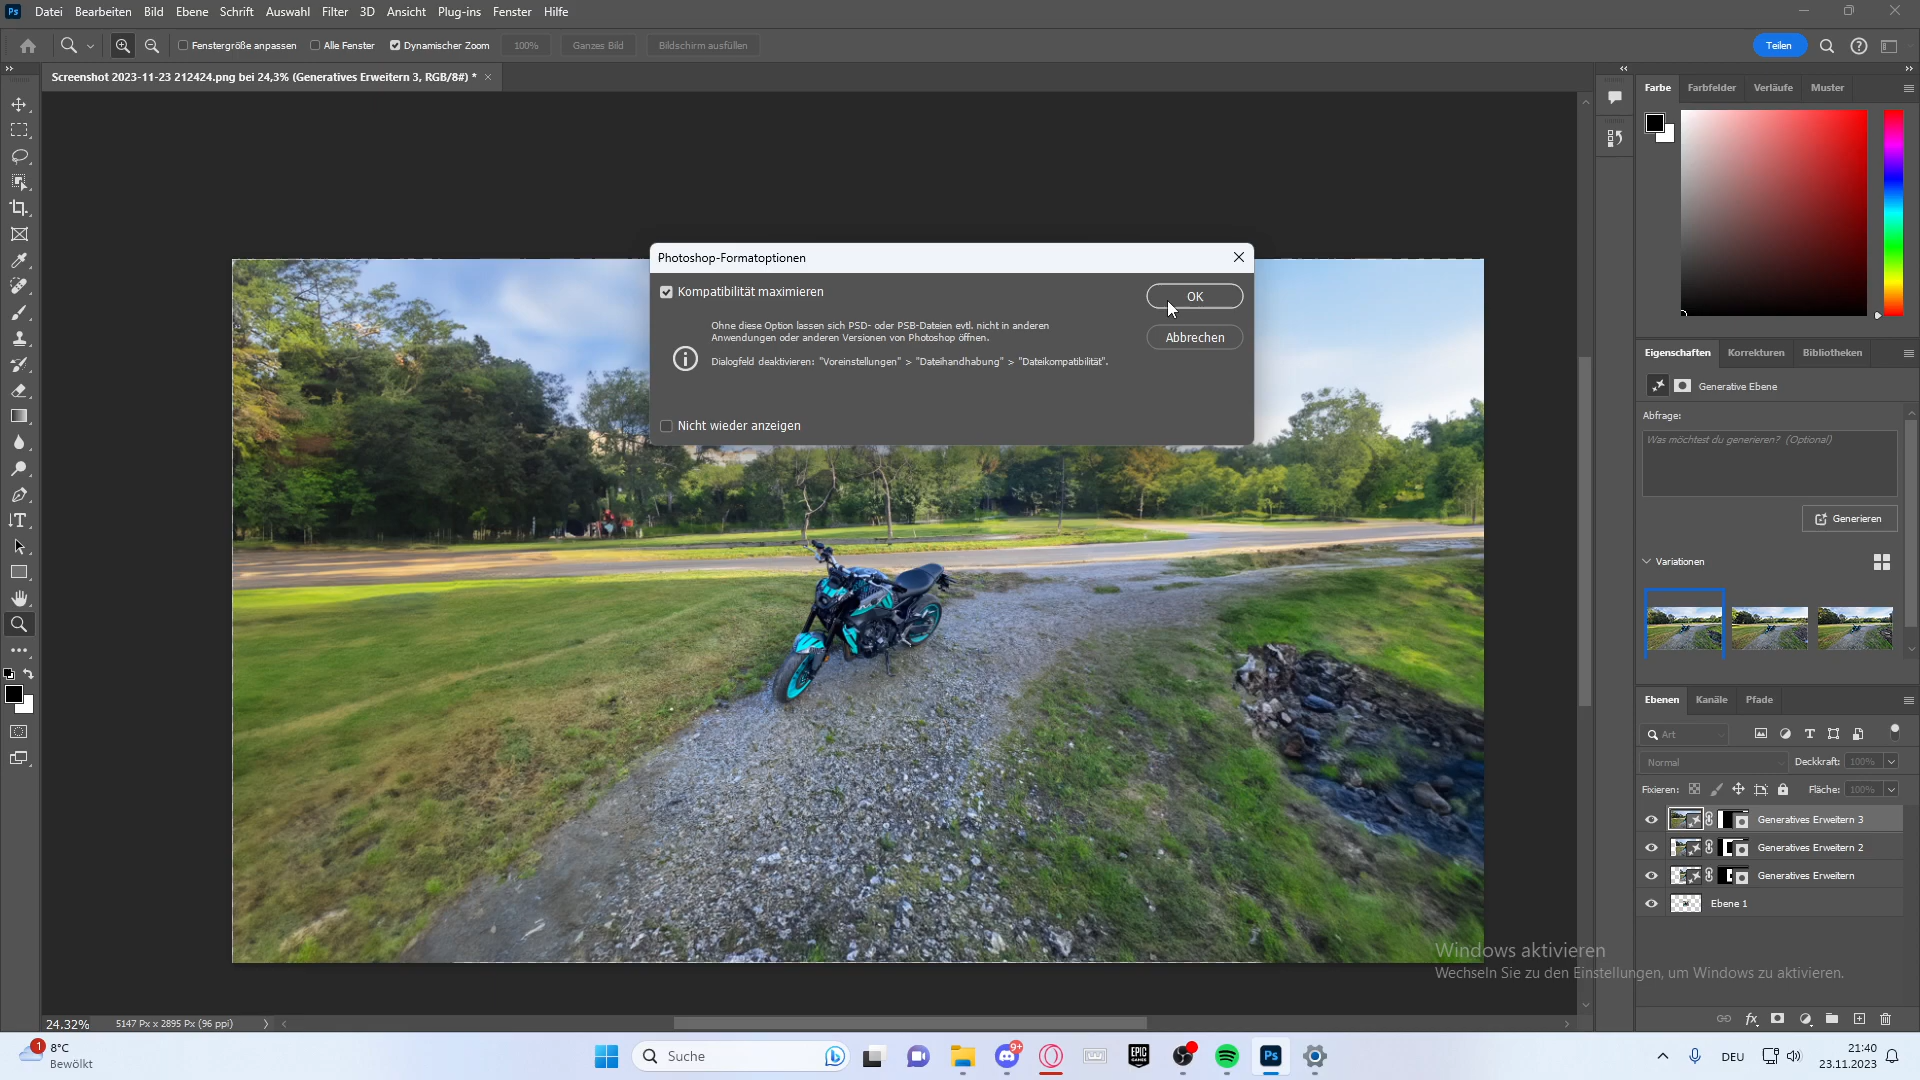 Ps Datei Bearbeiten Bild Ebene Schrift Auswahl Filter 3D Ansicht Plug-ins Fenster Hilfe
Fenstergröße anpassen Alle Fenster Dynamischer Zoom 100% Ganzes Bild Bildschirm ausfüllen Teilen
Screenshot 2023-11-23 212424.png bei 24,3% (Generatives Erweitern 3, RGB/8#) *
Farbe Farbfelder Verläufe Muster
Photoshop-Formatoptionen
Kompatibilität maximieren
OK
Ohne diese Option lassen sich PSD- oder PSB-Dateien evtl. nicht in anderen
Anwendungen oder anderen Versionen von Photoshop öffnen.
Abbrechen
Dialogfeld deaktivieren: "Voreinstellungen" > "Dateihandhabung" > "Dateikompatibilität".
Nicht wieder anzeigen
Eigenschaften Korrekturen Bibliotheken
Generative Ebene
Abfrage:
Was möchtest du generieren? (Optional)
Generieren
Variationen
Ebenen Kanäle Pfade
Art
Normal Deckkraft: 100%
Fixieren: Fläche: 100%
Generatives Erweitern 3
Generatives Erweitern 2
Generatives Erweitern
Ebene 1
Windows aktivieren
Wechseln Sie zu den Einstellungen, um Windows zu aktivieren.
24.32% 5147 Px x 2895 Px (96 ppi)
1 8°C
Bewölkt
Suche
9+
EPIC GAMES
Ps
DEU
21:40
23.11.2023